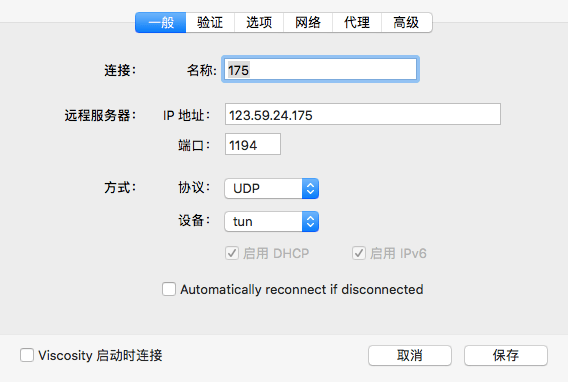 一般 验证 选项 网络 代理 高级
连接： 名称: 175
远程服务器： IP 地址： 123.59.24.175
端口： 1194
方式： 协议： UDP
设备： tun
启用 DHCP 启用 IPv6
Automatically reconnect if disconnected
Viscosity 启动时连接 取消 保存